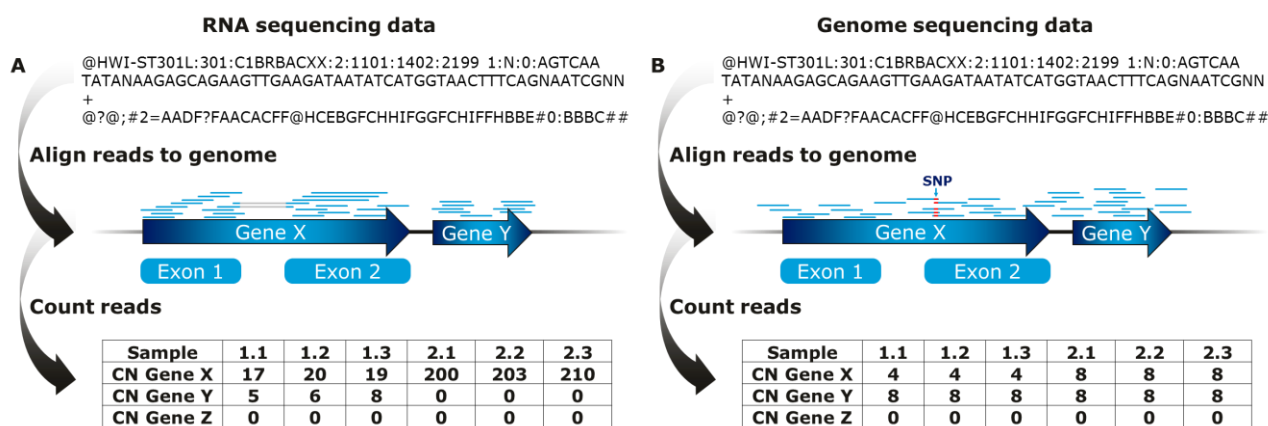 RNA sequencing data
A
@HWI-ST301L:301:C1BRBACXX:2:1101:1402:2199 1:N:0:AGTCAA
TATANAAGAGCAGAAGTTGAAGATAATATCATGGTAACTTTCAGNAATCGNN
+
@?@;#2=AADF?FAACACFF@HCEBGFCHHIFGGFCHIFFHBBE#0:BBBC##
Align reads to genome
Gene X
Gene Y
Exon 1
Exon 2
Count reads
Sample 1.1 1.2 1.3 2.1 2.2 2.3
CN Gene X 17 20 19 200 203 210
CN Gene Y 5 6 8 0 0 0
CN Gene Z 0 0 0 0 0 0
Genome sequencing data
B
@HWI-ST301L:301:C1BRBACXX:2:1101:1402:2199 1:N:0:AGTCAA
TATANAAGAGCAGAAGTTGAAGATAATATCATGGTAACTTTCAGNAATCGNN
+
@?@;#2=AADF?FAACACFF@HCEBGFCHHIFGGFCHIFFHBBE#0:BBBC##
Align reads to genome
SNP
Gene X
Gene Y
Exon 1
Exon 2
Count reads
Sample 1.1 1.2 1.3 2.1 2.2 2.3
CN Gene X 4 4 4 8 8 8
CN Gene Y 8 8 8 8 8 8
CN Gene Z 0 0 0 0 0 0